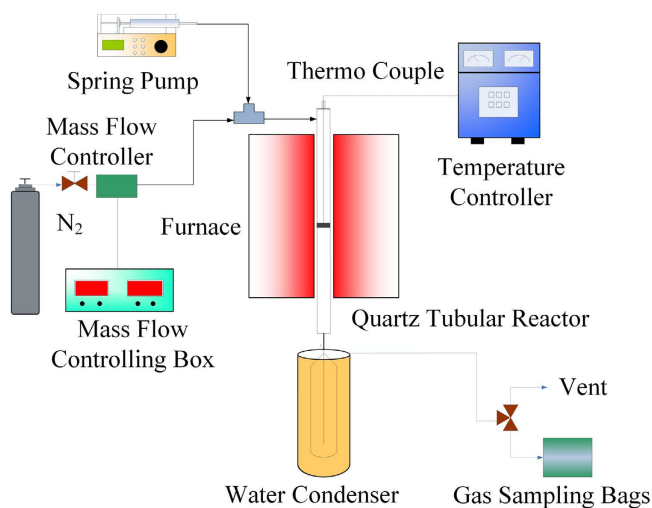 Spring Pump
Thermo Couple
Mass Flow
Controller
Temperature
Controller
N₂
Furnace
Mass Flow
Controlling Box
Quartz Tubular Reactor
Vent
Water Condenser
Gas Sampling Bags